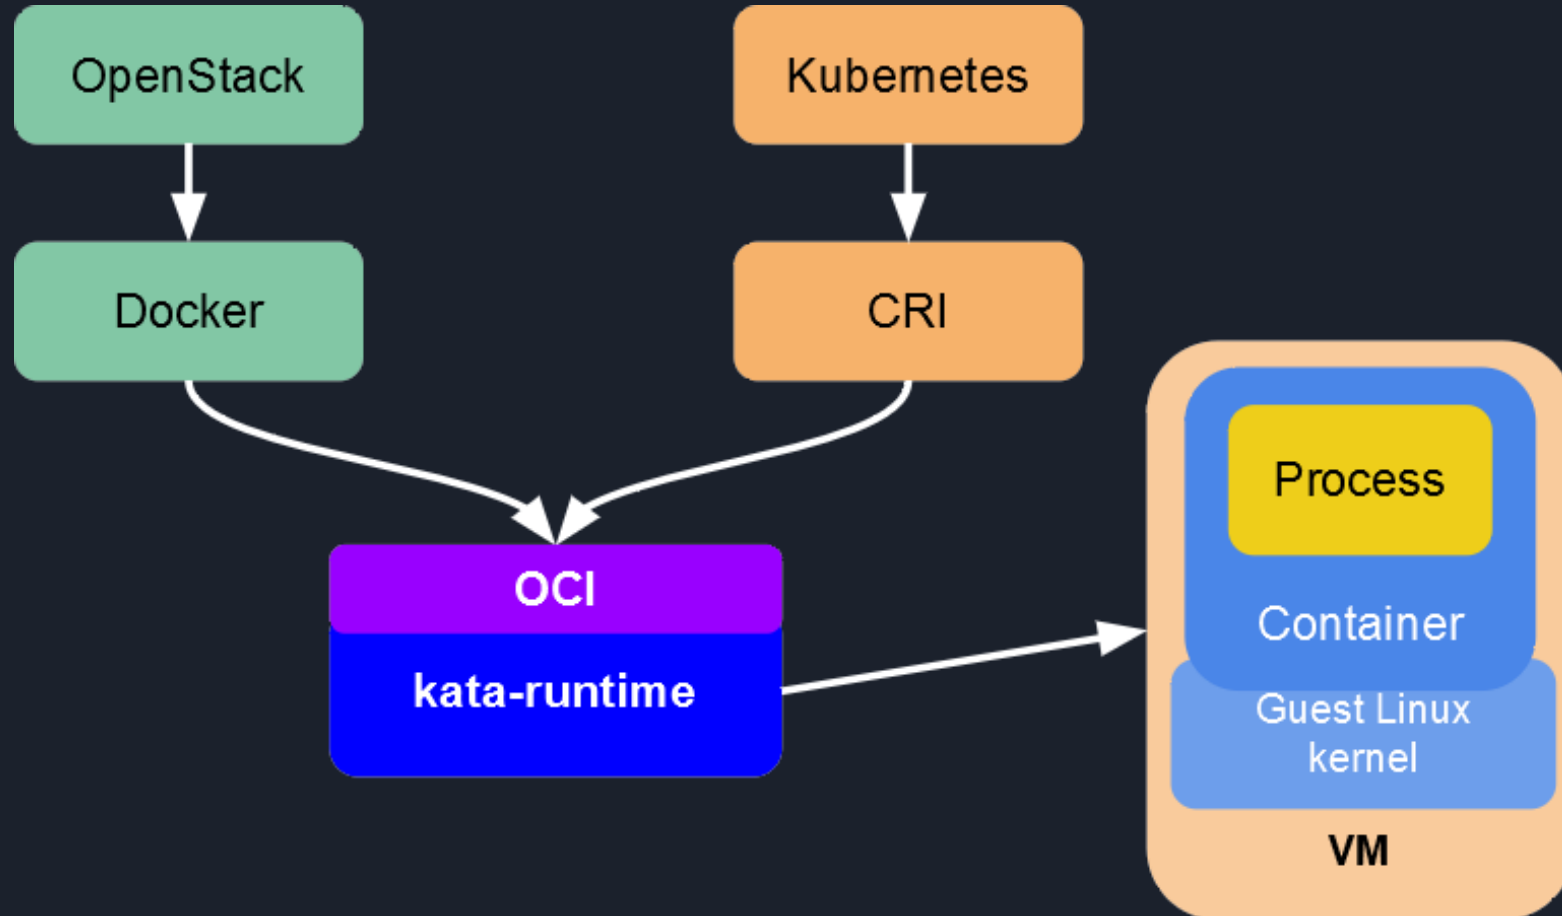 OpenStack
Kubernetes
Docker
CRI
Process
OCI
Container
kata-runtime
Guest Linux
kernel
VM